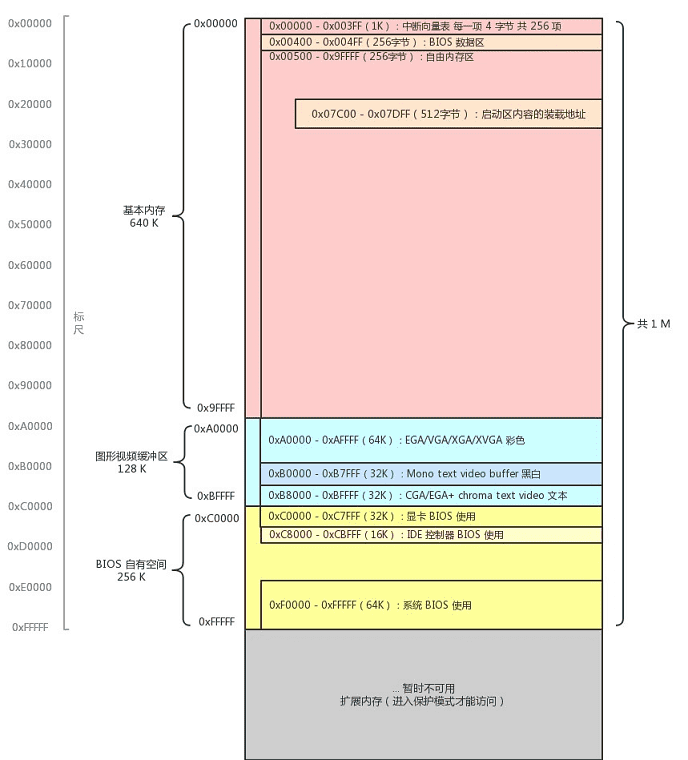 0x00000
0x10000
0x20000
0x30000
0x40000
0x50000
0x60000
0x70000
0x80000
0x90000
0xA0000
0xB0000
0xC0000
0xD0000
0xE0000
0xFFFFF
标
尺
0x00000
基本内存
640 K
0x9FFFF
0xA0000
图形视频缓冲区
128 K
0xBFFFF
0xC0000
BIOS 自有空间
256 K
0xFFFFF
0x00000 - 0x003FF（1K）：中断向量表 每一项 4 字节 共 256 项
0x00400 - 0x004FF（256字节）：BIOS 数据区
0x00500 - 0x9FFFF（256字节）：自由内存区
0x07C00 - 0x07DFF（512字节）：启动区内容的装载地址
0xA0000 - 0xAFFFF（64K）：EGA/VGA/XGA/XVGA 彩色
0xB0000 - 0xB7FFF（32K）：Mono text video buffer 黑白
0xB8000 - 0xBFFFF（32K）：CGA/EGA+ chroma text video 文本
0xC0000 - 0xC7FFF（32K）：显卡 BIOS 使用
0xC8000 - 0xCBFFF（16K）：IDE 控制器 BIOS 使用
0xF0000 - 0xFFFFF（64K）：系统 BIOS 使用
... 暂时不可用
扩展内存（进入保护模式才能访问）
共 1 M